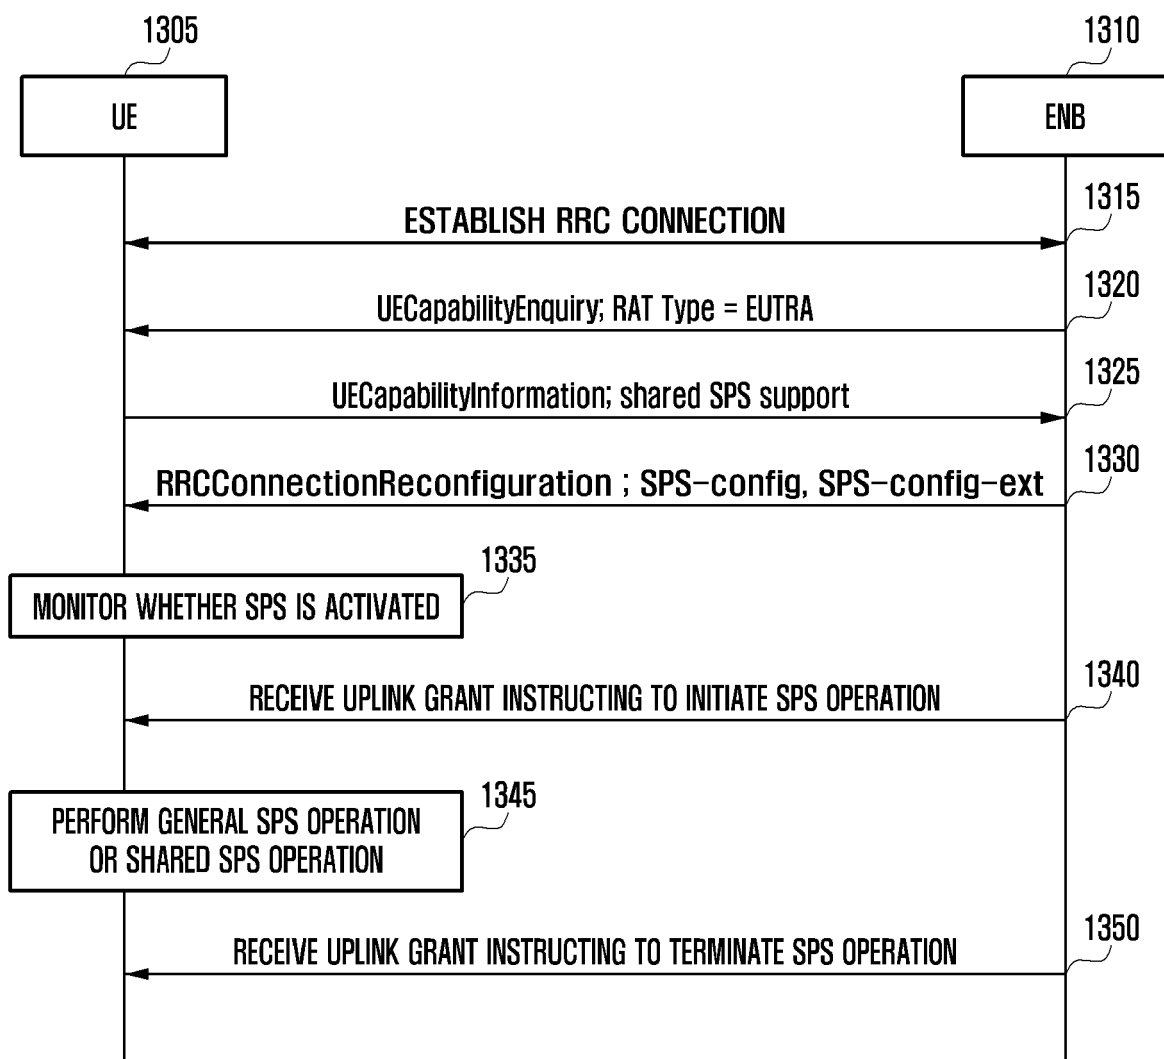 1305
1310
UE
ENB
1315
ESTABLISH RRC CONNECTION
1320
UECapabilityEnquiry; RAT Type = EUTRA
1325
UECapabilityInformation; shared SPS support
1330
RRCConnectionReconfiguration ; SPS-config, SPS-config-ext
1335
MONITOR WHETHER SPS IS ACTIVATED
1340
RECEIVE UPLINK GRANT INSTRUCTING TO INITIATE SPS OPERATION
1345
PERFORM GENERAL SPS OPERATION
OR SHARED SPS OPERATION
1350
RECEIVE UPLINK GRANT INSTRUCTING TO TERMINATE SPS OPERATION